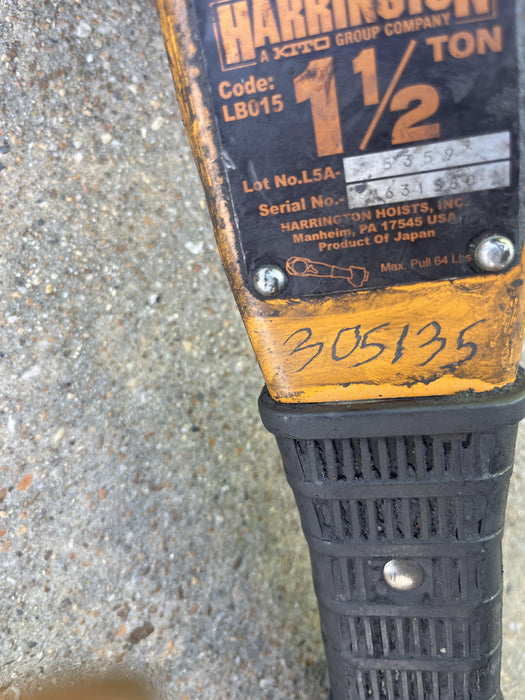 HARRINGTON
A KITO GROUP COMPANY
Code:
LB015
1 1/2 TON
Lot No.L5A-
53597
Serial No.-
HARRINGTON HOISTS, INC.
Manheim, PA 17545 USA
Product of Japan
Max. Pull 64 Lbs
305135